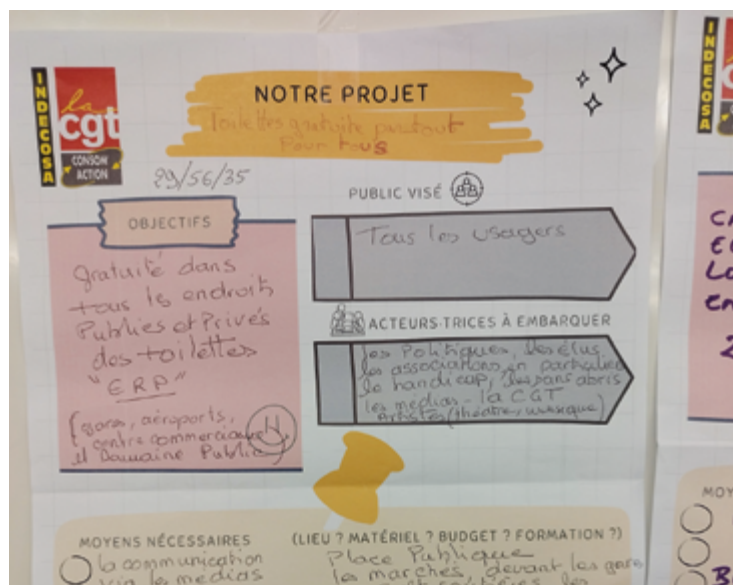 INDECOSA
la
cgt
CONSOM'
ACTION
NOTRE PROJET
Toilettes gratuite partout
Pour tous
29/56/35
PUBLIC VISÉ
Tous les usagers
OBJECTIFS
gratuité dans
tous les endroits
Publics et Privés
des toilettes
"ERP"
[gares, aéroports,
centre commerciaux
et Domaine Public
ACTEURS·TRICES À EMBARQUER
les Politiques, les élus
les associations en particulier
le handicap, les sans abris
les médias - la CGT
Artistes (théâtre, musique)
MOYENS NÉCESSAIRES
(LIEU ? MATÉRIEL ? BUDGET ? FORMATION ?)
la communication
via les medias
Place Publique
les marchés, devant les gares
INDECOSA
MOY